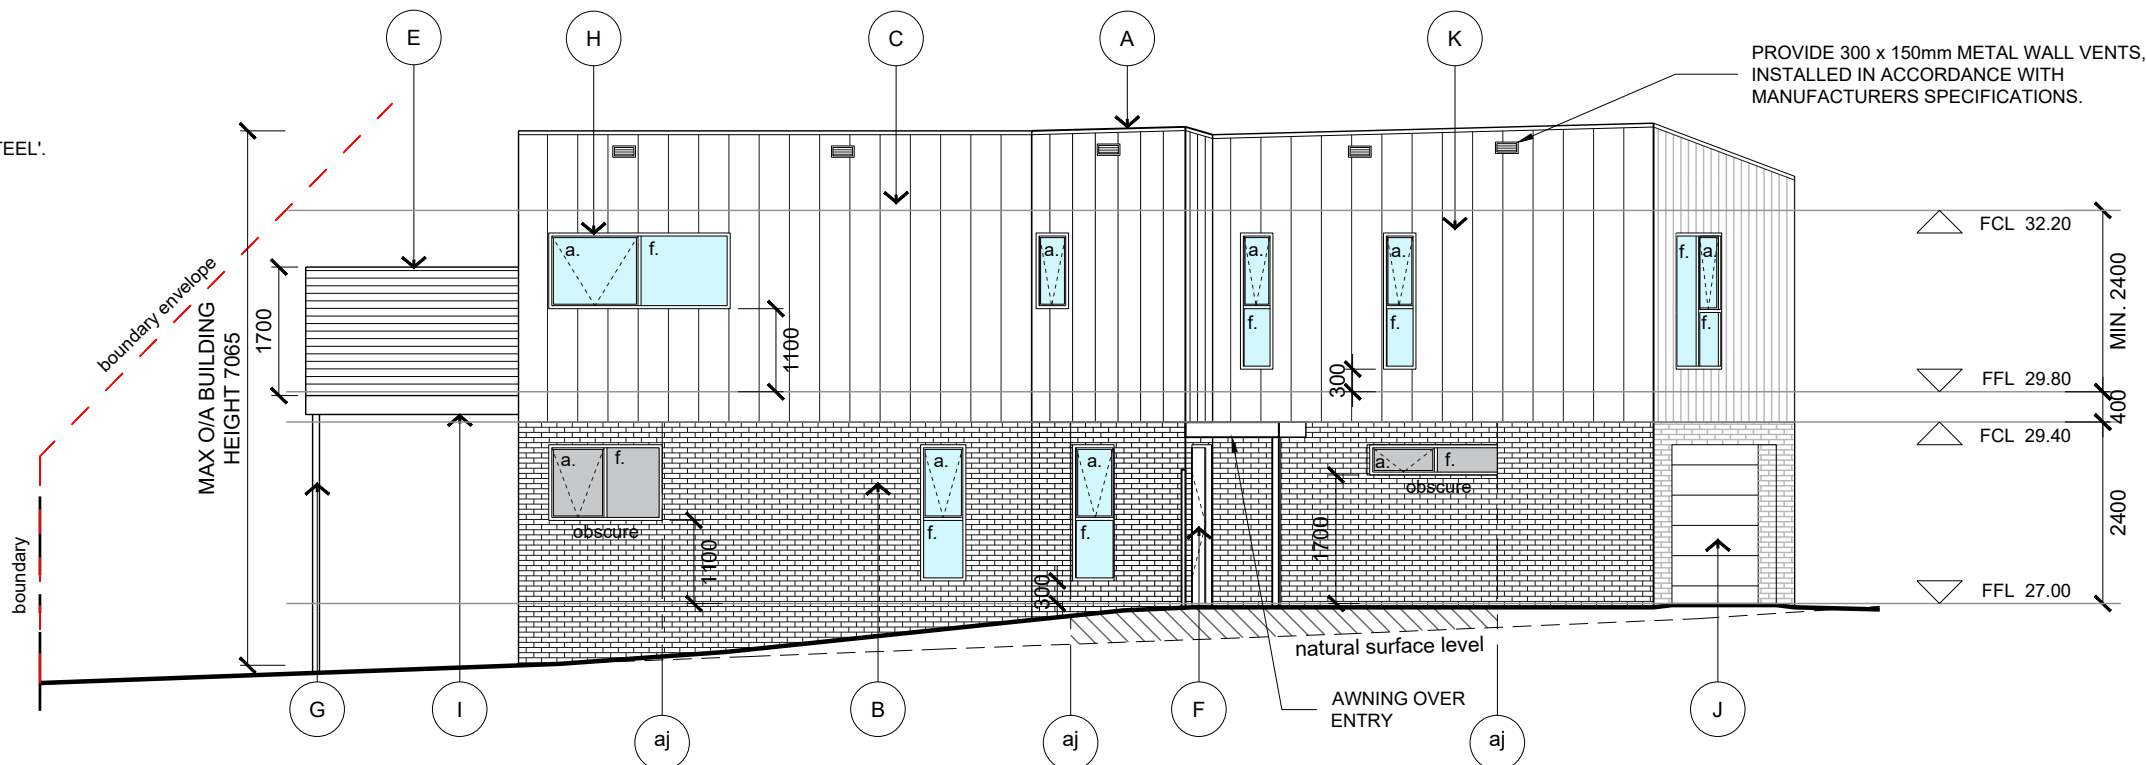 E
H
C
A
K
PROVIDE 300 x 150mm METAL WALL VENTS,
INSTALLED IN ACCORDANCE WITH
MANUFACTURERS SPECIFICATIONS.
TEEL'.
boundary envelope
MAX O/A BUILDING
HEIGHT 7065
1700
a.
f.
a.
a.
f.
a.
f.
f.
a.
f.
1100
300
FCL 32.20
MIN. 2400
FFL 29.80
400
FCL 29.40
2400
FFL 27.00
a.
f.
obscure
1100
a.
f.
a.
f.
300
1700
a.
f.
obscure
boundary
natural surface level
AWNING OVER
ENTRY
G
I
aj
B
aj
F
aj
J